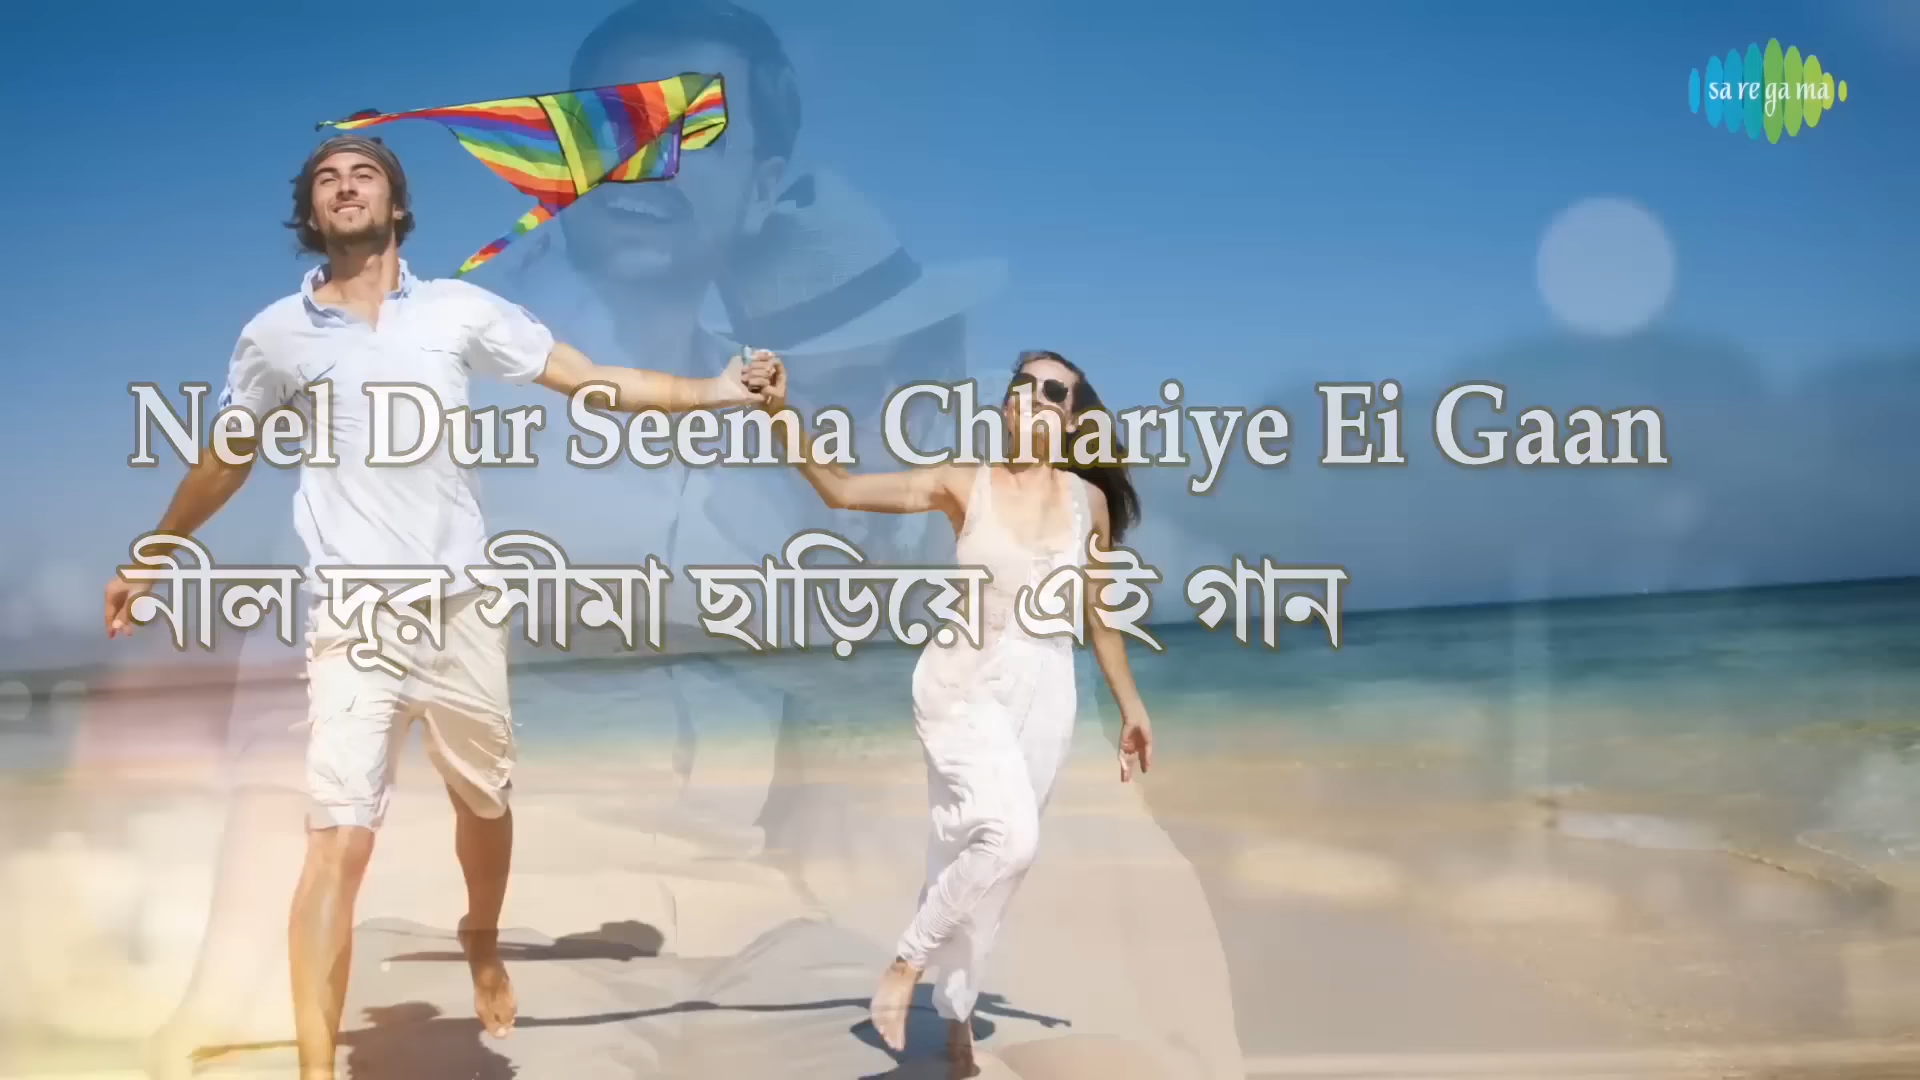 sa re ga ma
Neel Dur Seema Chhariye Ei Gaan
নীল দূর সীমা ছাড়িয়ে এই গান